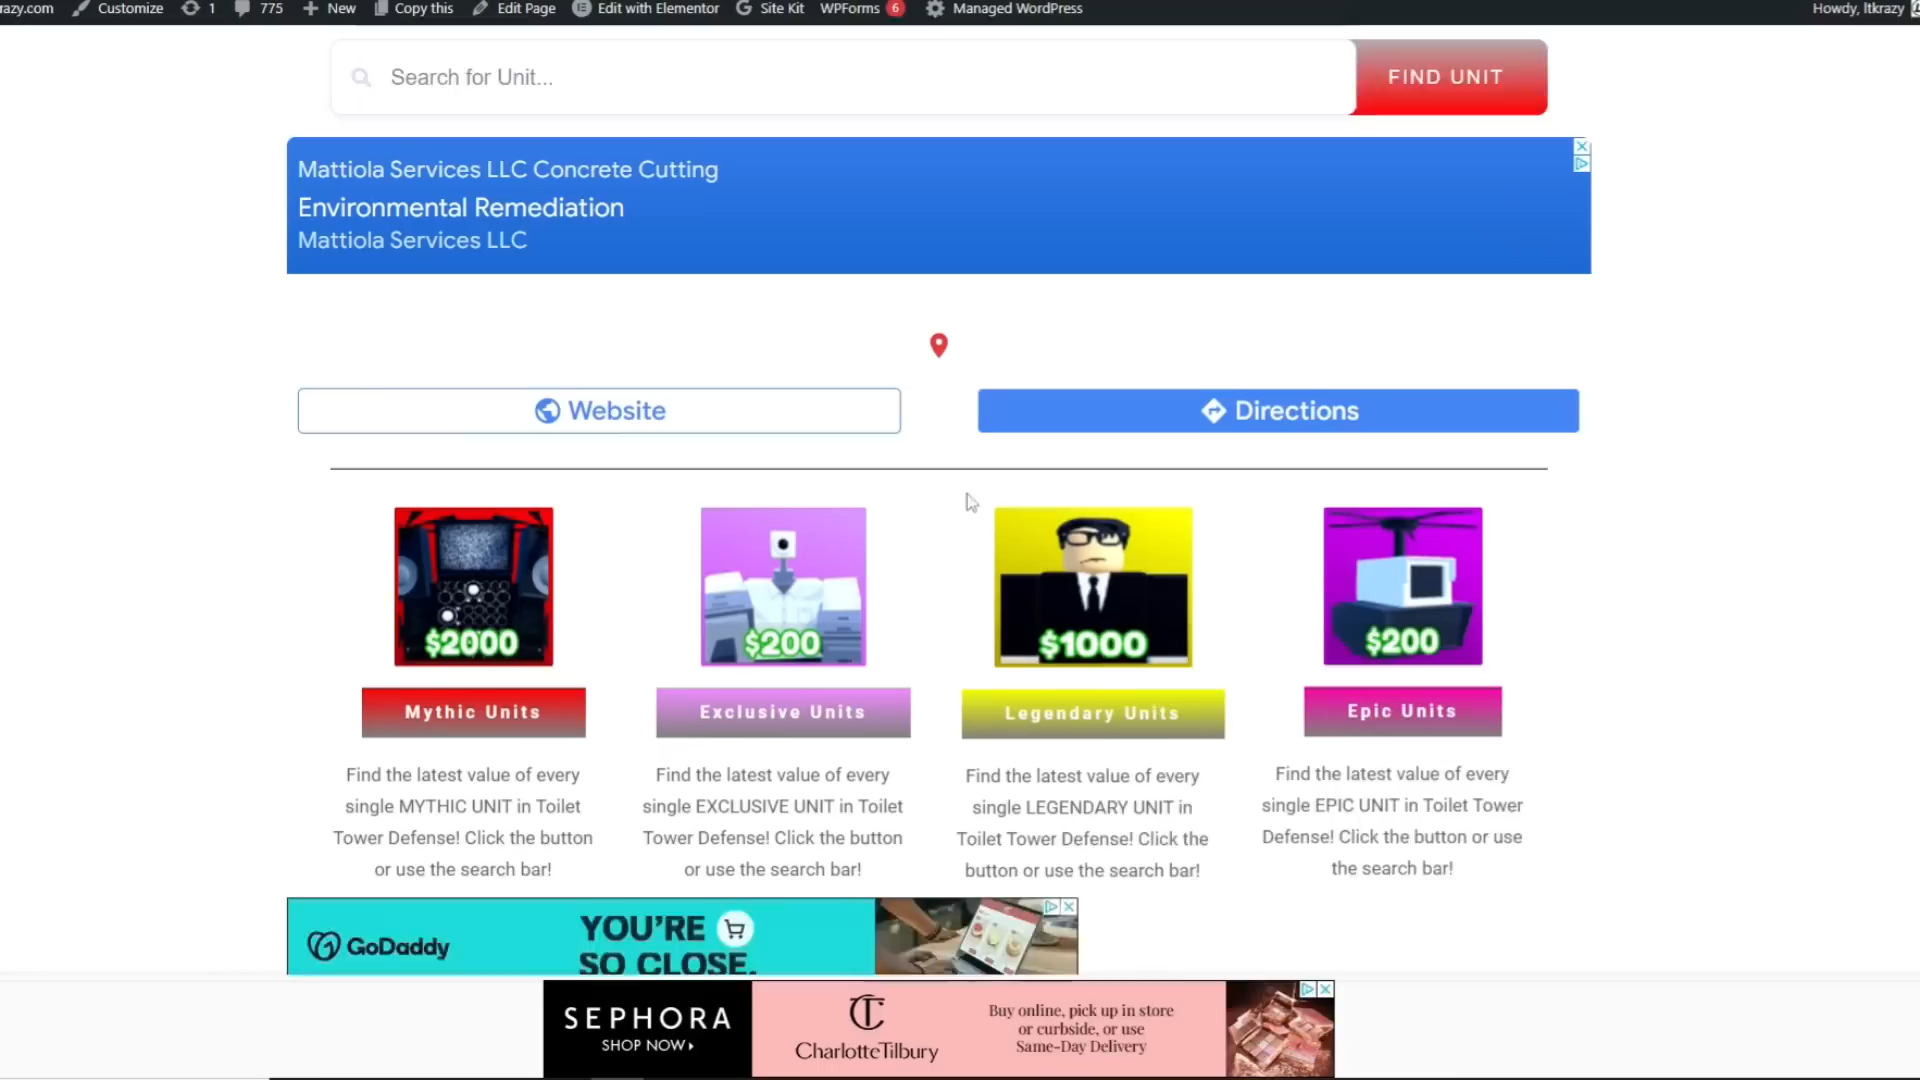 razy.com Customize 1 775 New Copy this Edit Page Edit with Elementor Site Kit WPForms 6 Managed WordPress Howdy, ltkrazy
Search for Unit...
FIND UNIT
Mattiola Services LLC Concrete Cutting
Environmental Remediation
Mattiola Services LLC
Website
Directions
$2000
$200
$1000
$200
Mythic Units
Exclusive Units
Legendary Units
Epic Units
Find the latest value of every
single MYTHIC UNIT in Toilet
Tower Defense! Click the button
or use the search bar!
Find the latest value of every
single EXCLUSIVE UNIT in Toilet
Tower Defense! Click the button
or use the search bar!
Find the latest value of every
single LEGENDARY UNIT in
Toilet Tower Defense! Click the
button or use the search bar!
Find the latest value of every
single EPIC UNIT in Toilet Tower
Defense! Click the button or use
the search bar!
GoDaddy
YOU'RE
SO CLOSE.
SEPHORA
SHOP NOW
CT
Charlotte Tilbury
Buy online, pick up in store
or curbside, or use
Same-Day Delivery